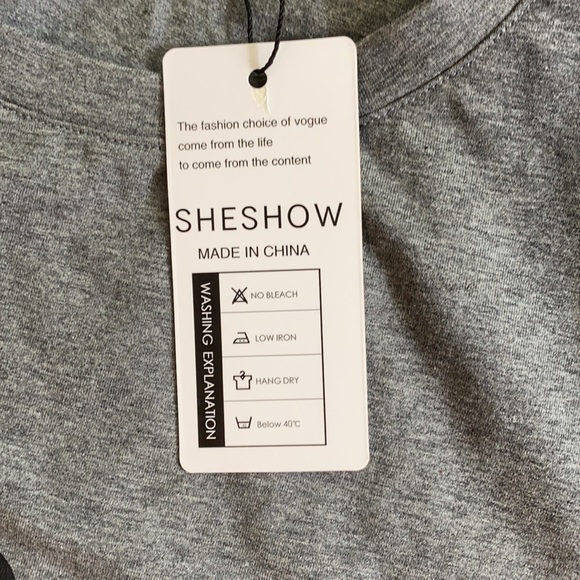 The fashion choice of vogue
come from the life
to come from the content
SHESHOW
MADE IN CHINA
WASHING EXPLANATION
NO BLEACH
LOW IRON
HANG DRY
Below 40℃